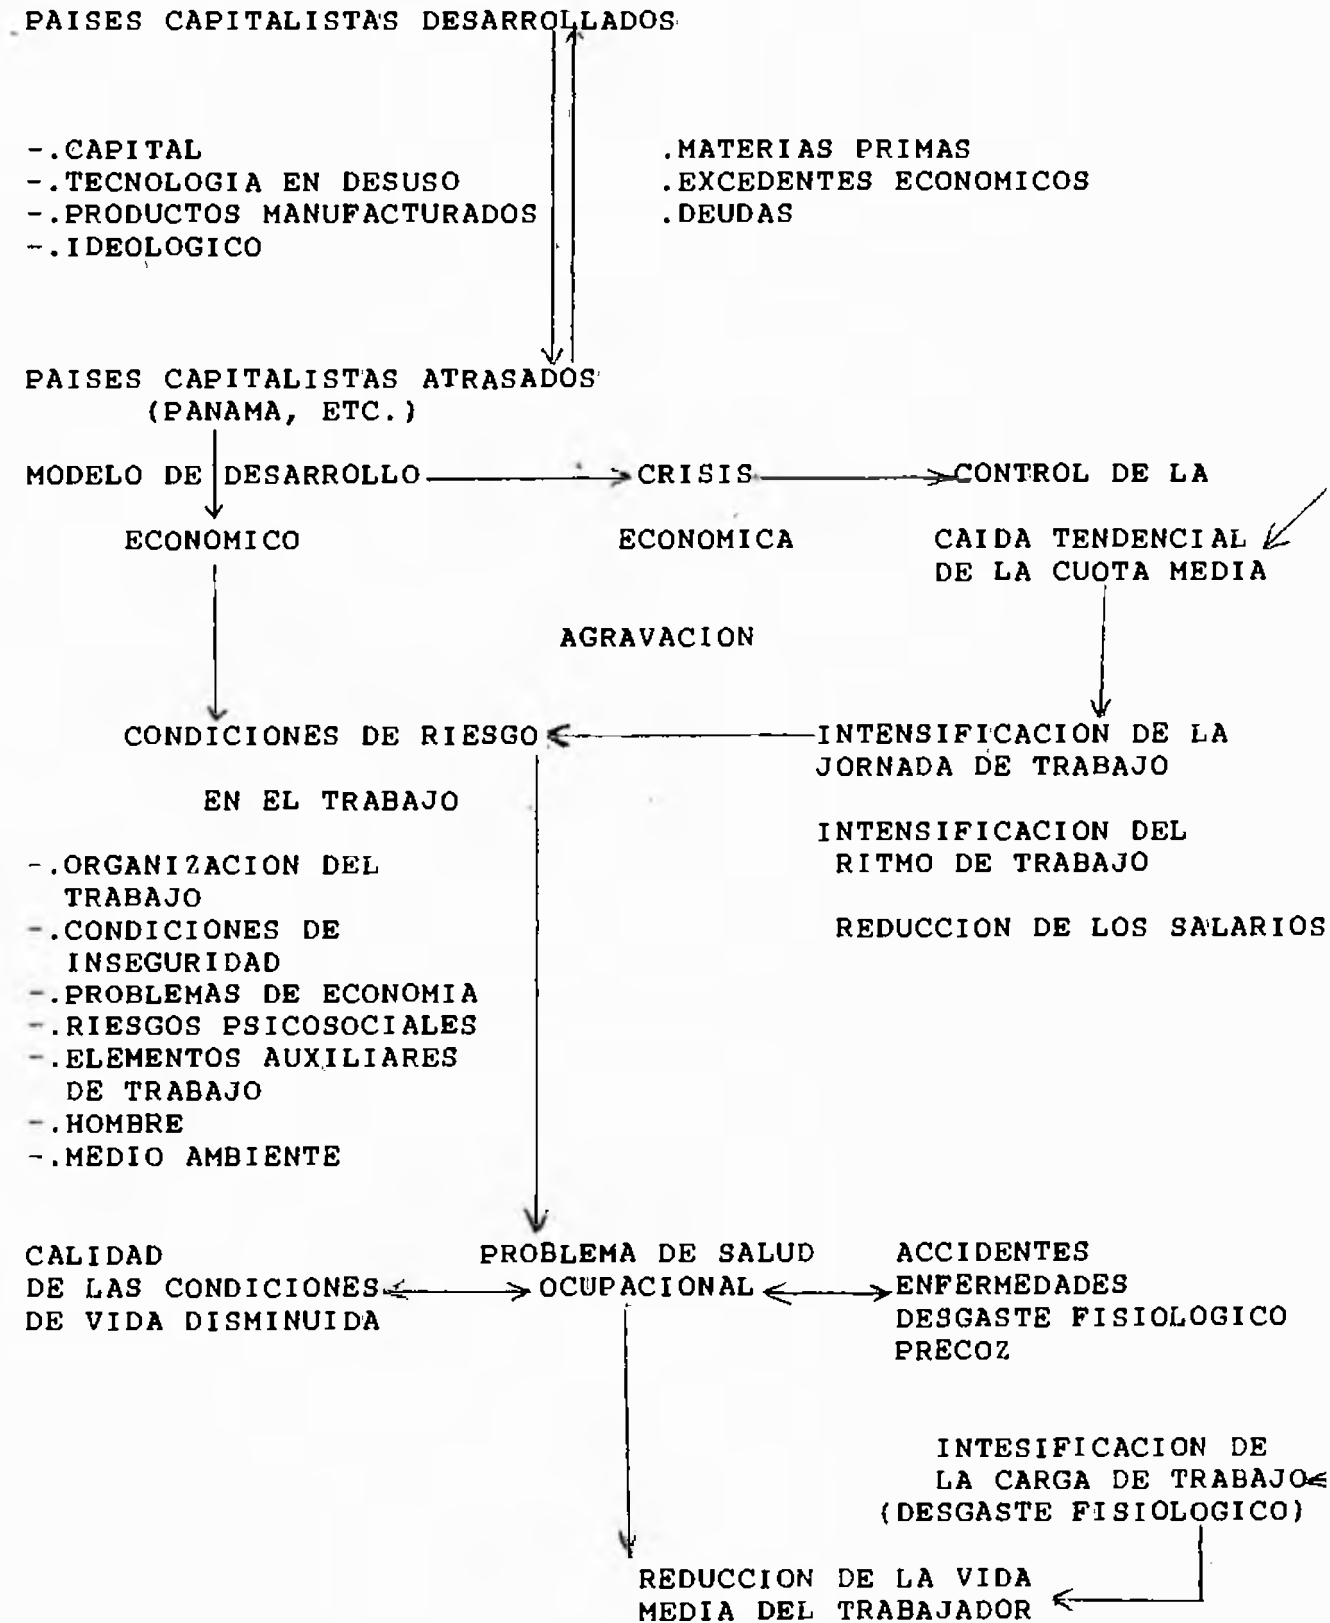 PAISES CAPITALISTAS DESARROLLADOS
-.CAPITAL
-.TECNOLOGIA EN DESUSO
-.PRODUCTOS MANUFACTURADOS
-.IDEOLOGICO
.MATERIAS PRIMAS
.EXCEDENTES ECONOMICOS
.DEUDAS
PAISES CAPITALISTAS ATRASADOS
(PANAMA, ETC.)
MODELO DE DESARROLLO
ECONOMICO
CRISIS
ECONOMICA
CONTROL DE LA
CAIDA TENDENCIAL
DE LA CUOTA MEDIA
AGRAVACION
CONDICIONES DE RIESGO
EN EL TRABAJO
INTENSIFICACION DE LA
JORNADA DE TRABAJO
INTENSIFICACION DEL
RITMO DE TRABAJO
REDUCCION DE LOS SALARIOS
-.ORGANIZACION DEL
TRABAJO
-.CONDICIONES DE
INSEGURIDAD
-.PROBLEMAS DE ECONOMIA
-.RIESGOS PSICOSOCIALES
-.ELEMENTOS AUXILIARES
DE TRABAJO
-.HOMBRE
-.MEDIO AMBIENTE
CALIDAD
DE LAS CONDICIONES
DE VIDA DISMINUIDA
PROBLEMA DE SALUD
OCUPACIONAL
ACCIDENTES
ENFERMEDADES
DESGASTE FISIOLOGICO
PRECOZ
INTESIFICACION DE
LA CARGA DE TRABAJO
(DESGASTE FISIOLOGICO)
REDUCCION DE LA VIDA
MEDIA DEL TRABAJADOR